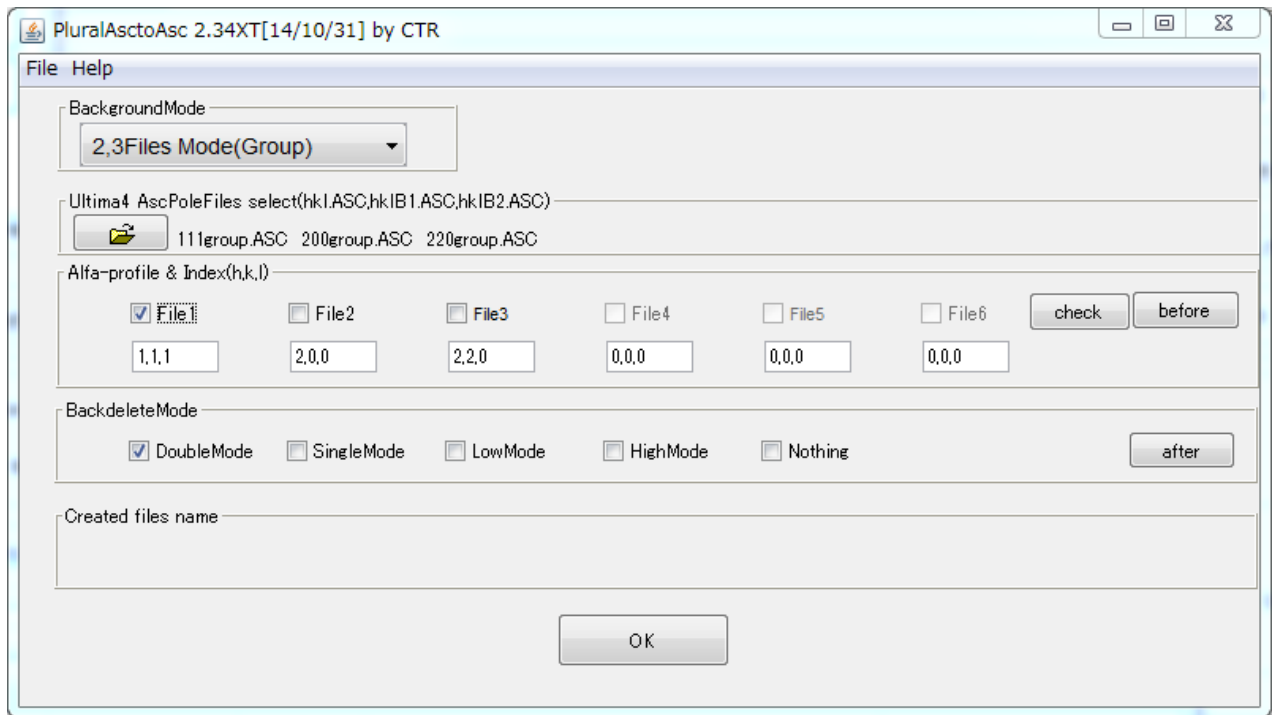 PluralAsctoAsc 2.34XT[14/10/31] by CTR
File Help
BackgroundMode
2,3Files Mode(Group)
Ultima4 AscPoleFiles select(hkl.ASC,hklB1.ASC,hklB2.ASC)
111group.ASC 200group.ASC 220group.ASC
Alfa-profile & Index(h,k,l)
File1 File2 File3 File4 File5 File6 check before
1,1,1 2,0,0 2,2,0 0,0,0 0,0,0 0,0,0
BackdeleteMode
DoubleMode SingleMode LowMode HighMode Nothing after
Created files name
OK